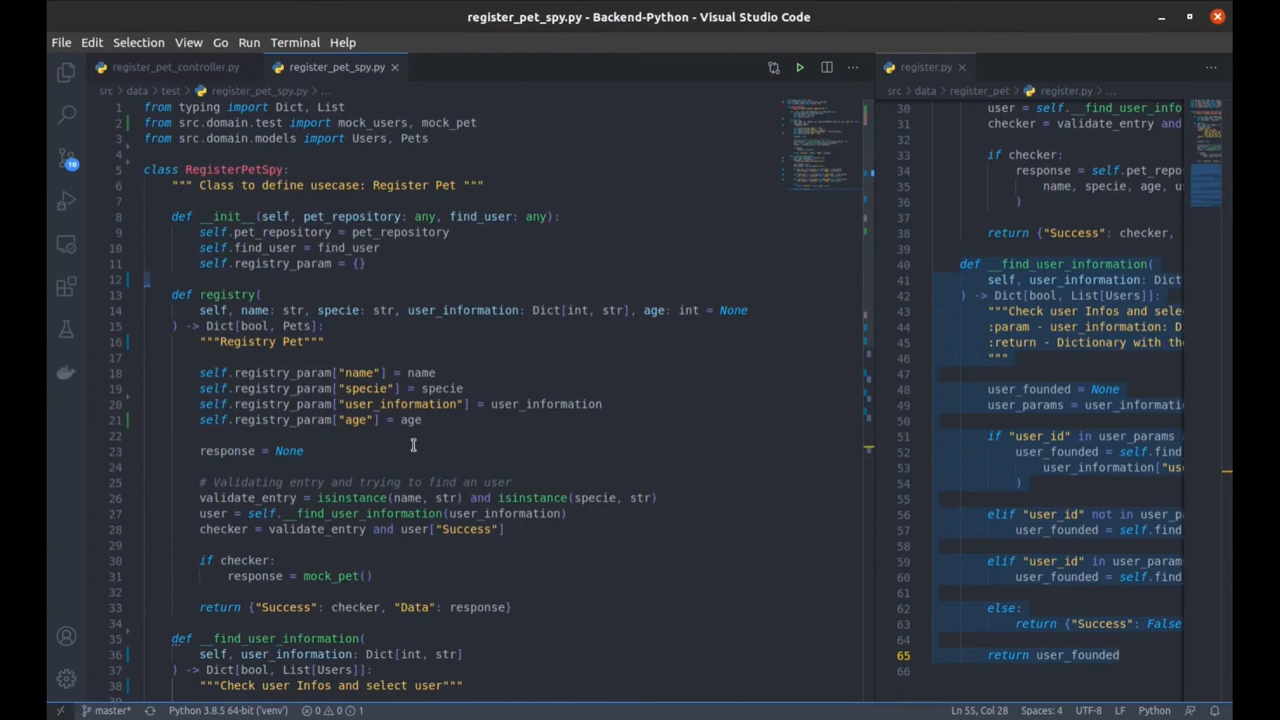 register_pet_spy.py - Backend-Python - Visual Studio Code
File Edit Selection View Go Run Terminal Help
register_pet_controller.py register_pet_spy.py
src data test register_pet_spy.py ...
1 from typing import Dict, List
2 from src.domain.test import mock_users, mock_pet
3 from src.domain.models import Users, Pets
4
5 class RegisterPetSpy:
6 """ Class to define usecase: Register Pet """
7
8 def __init__(self, pet_repository: any, find_user: any):
9 self.pet_repository = pet_repository
10 self.find_user = find_user
11 self.registry_param = {}
12
13 def registry(
14 self, name: str, specie: str, user_information: Dict[int, str], age: int = None
15 ) -> Dict[bool, Pets]:
16 """Registry Pet"""
17
18 self.registry_param["name"] = name
19 self.registry_param["specie"] = specie
20 self.registry_param["user_information"] = user_information
21 self.registry_param["age"] = age
22
23 response = None
24
25 # Validating entry and trying to find an user
26 validate_entry = isinstance(name, str) and isinstance(specie, str)
27 user = self.__find_user_information(user_information)
28 checker = validate_entry and user["Success"]
29
30 if checker:
31 response = mock_pet()
32
33 return {"Success": checker, "Data": response}
34
35 def __find_user_information(
36 self, user_information: Dict[int, str]
37 ) -> Dict[bool, List[Users]]:
38 """Check user Infos and select user"""
register.py
src data register_pet register.py ...
30 user = self.__find_user_info
31 checker = validate_entry and
32
33 if checker:
34 response = self.pet_repos
35 name, specie, age, us
36 )
37
38 return {"Success": checker,
39
40 def __find_user_information(
41 self, user_information: Dict
42 ) -> Dict[bool, List[Users]]:
43 """Check user Infos and selec
44 :param - user_information: D
45 :return - Dictionary with the
46 """
47
48 user_founded = None
49 user_params = user_informatio
50
51 if "user_id" in user_params a
52 user_founded = self.find
53 user_information["use
54 )
55
56 elif "user_id" not in user_pa
57 user_founded = self.find
58
59 elif "user_id" in user_params
60 user_founded = self.find
61
62 else:
63 return {"Success": False
64
65 return user_founded
66
10
master* Python 3.8.5 64-bit ('venv') 0 0 1 Ln 55, Col 28 Spaces: 4 UTF-8 LF Python